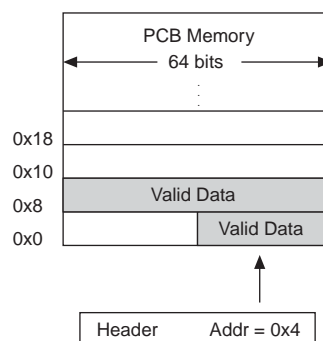 PCB Memory
64 bits
0x18
0x10
Valid Data
0x8
Valid Data
0x0
Header Addr = 0x4